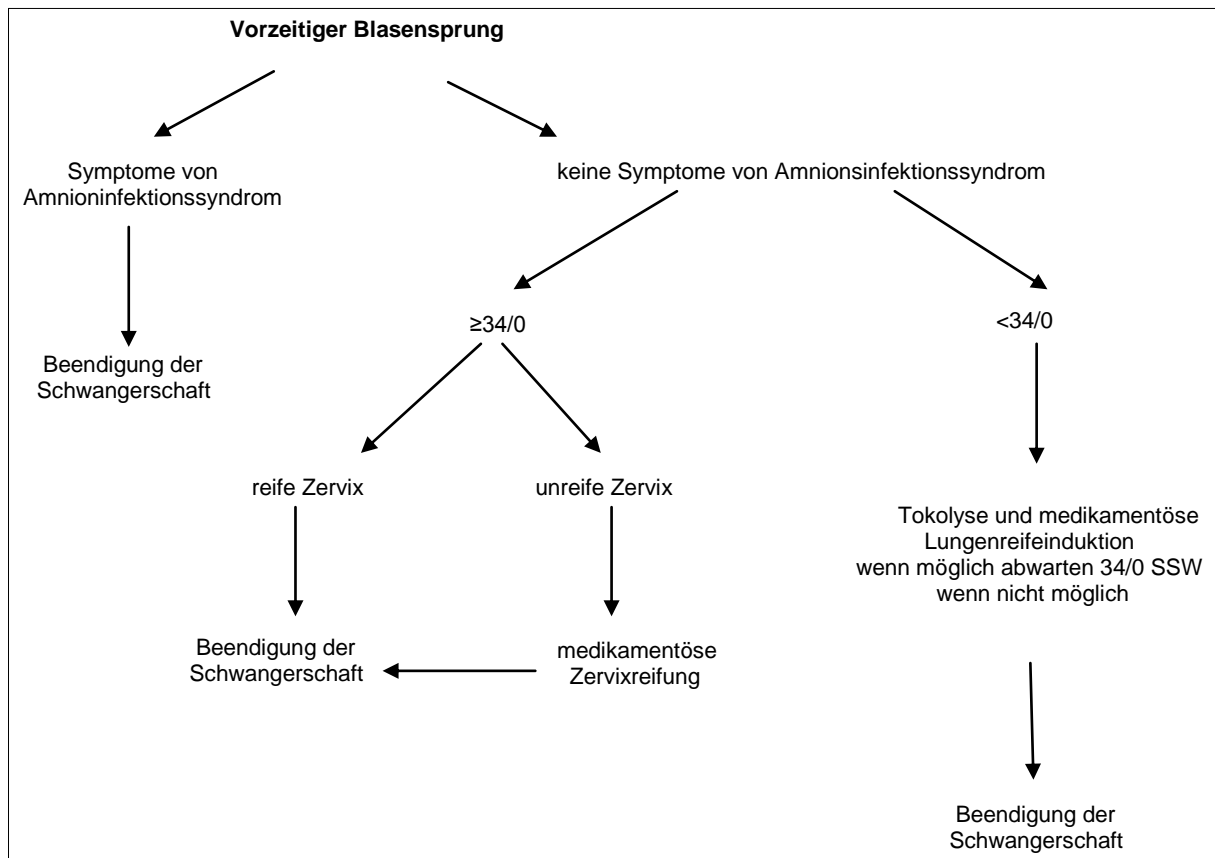 Vorzeitiger Blasensprung
Symptome von
Amnioninfektionssyndrom
keine Symptome von Amnionsinfektionssyndrom
Beendigung der
Schwangerschaft
≥34/0
<34/0
reife Zervix
unreife Zervix
Tokolyse und medikamentöse
Lungenreifeinduktion
wenn möglich abwarten 34/0 SSW
wenn nicht möglich
Beendigung der
Schwangerschaft
medikamentöse
Zervixreifung
Beendigung der
Schwangerschaft